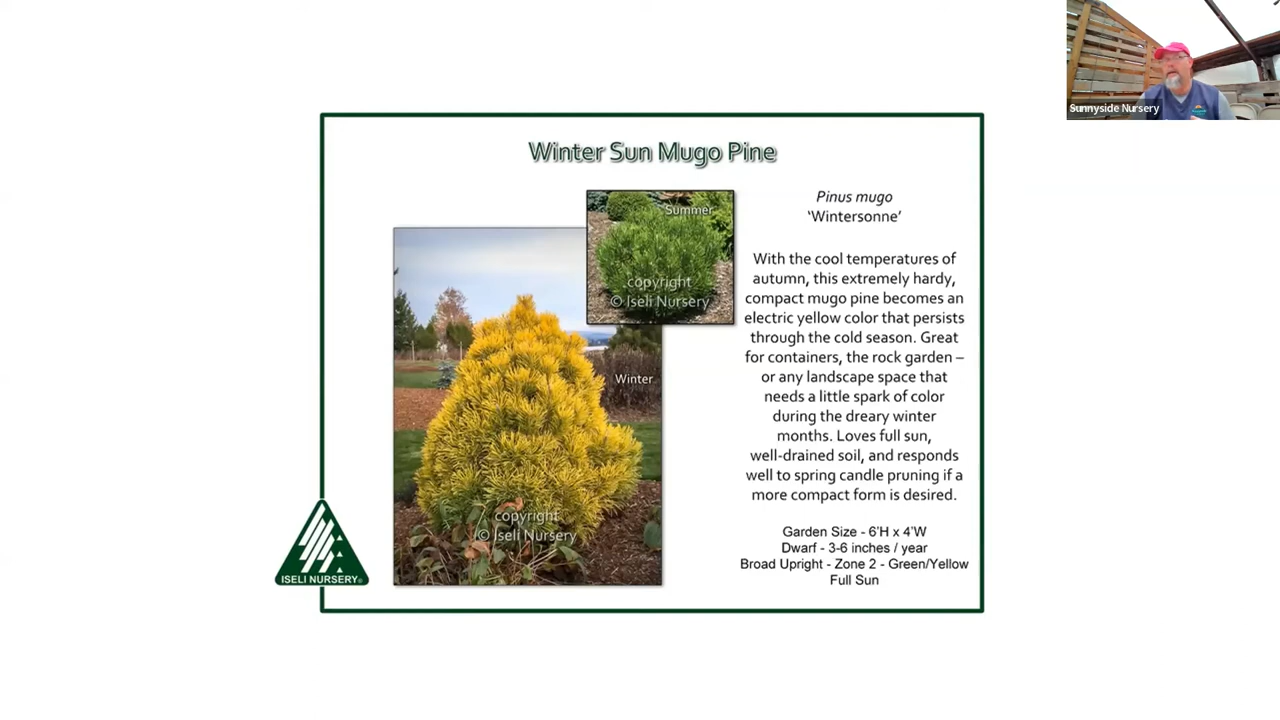 Sunnyside Nursery
Winter Sun Mugo Pine
Summer
copyright
© Iseli Nursery
Winter
copyright
© Iseli Nursery
ISELI NURSERY®
Pinus mugo
‘Wintersonne’
With the cool temperatures of
autumn, this extremely hardy,
compact mugo pine becomes an
electric yellow color that persists
through the cold season. Great
for containers, the rock garden –
or any landscape space that
needs a little spark of color
during the dreary winter
months. Loves full sun,
well-drained soil, and responds
well to spring candle pruning if a
more compact form is desired.
Garden Size - 6'H x 4'W
Dwarf - 3-6 inches / year
Broad Upright - Zone 2 - Green/Yellow
Full Sun